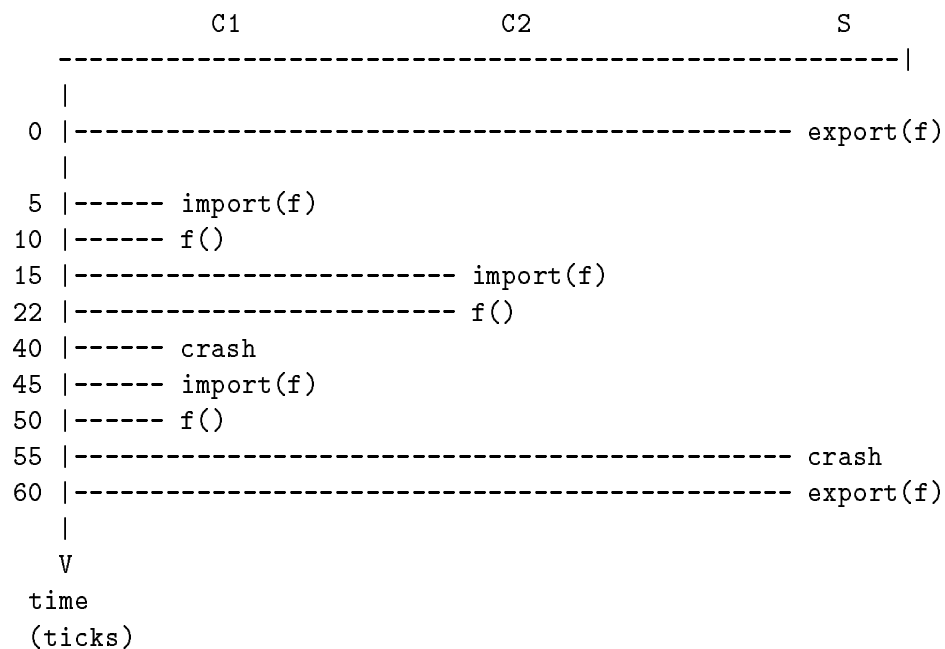 C1 C2 S
-------------------------------------------------------|
|
0 |----------------------------------------------- export(f)
|
5 |------ import(f)
10 |------ f()
15 |------------------------- import(f)
22 |------------------------- f()
40 |------ crash
45 |------ import(f)
50 |------ f()
55 |----------------------------------------------- crash
60 |----------------------------------------------- export(f)
|
V
time
(ticks)